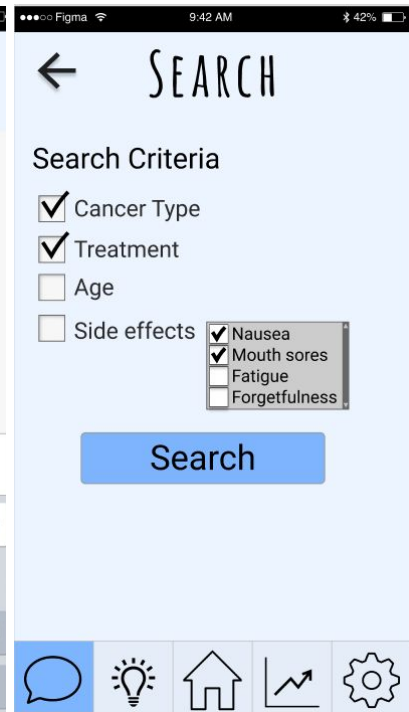 Figma 9:42 AM 42%
SEARCH
Search Criteria
Cancer Type
Treatment
Age
Side effects
Nausea
Mouth sores
Fatigue
Forgetfulness
Search